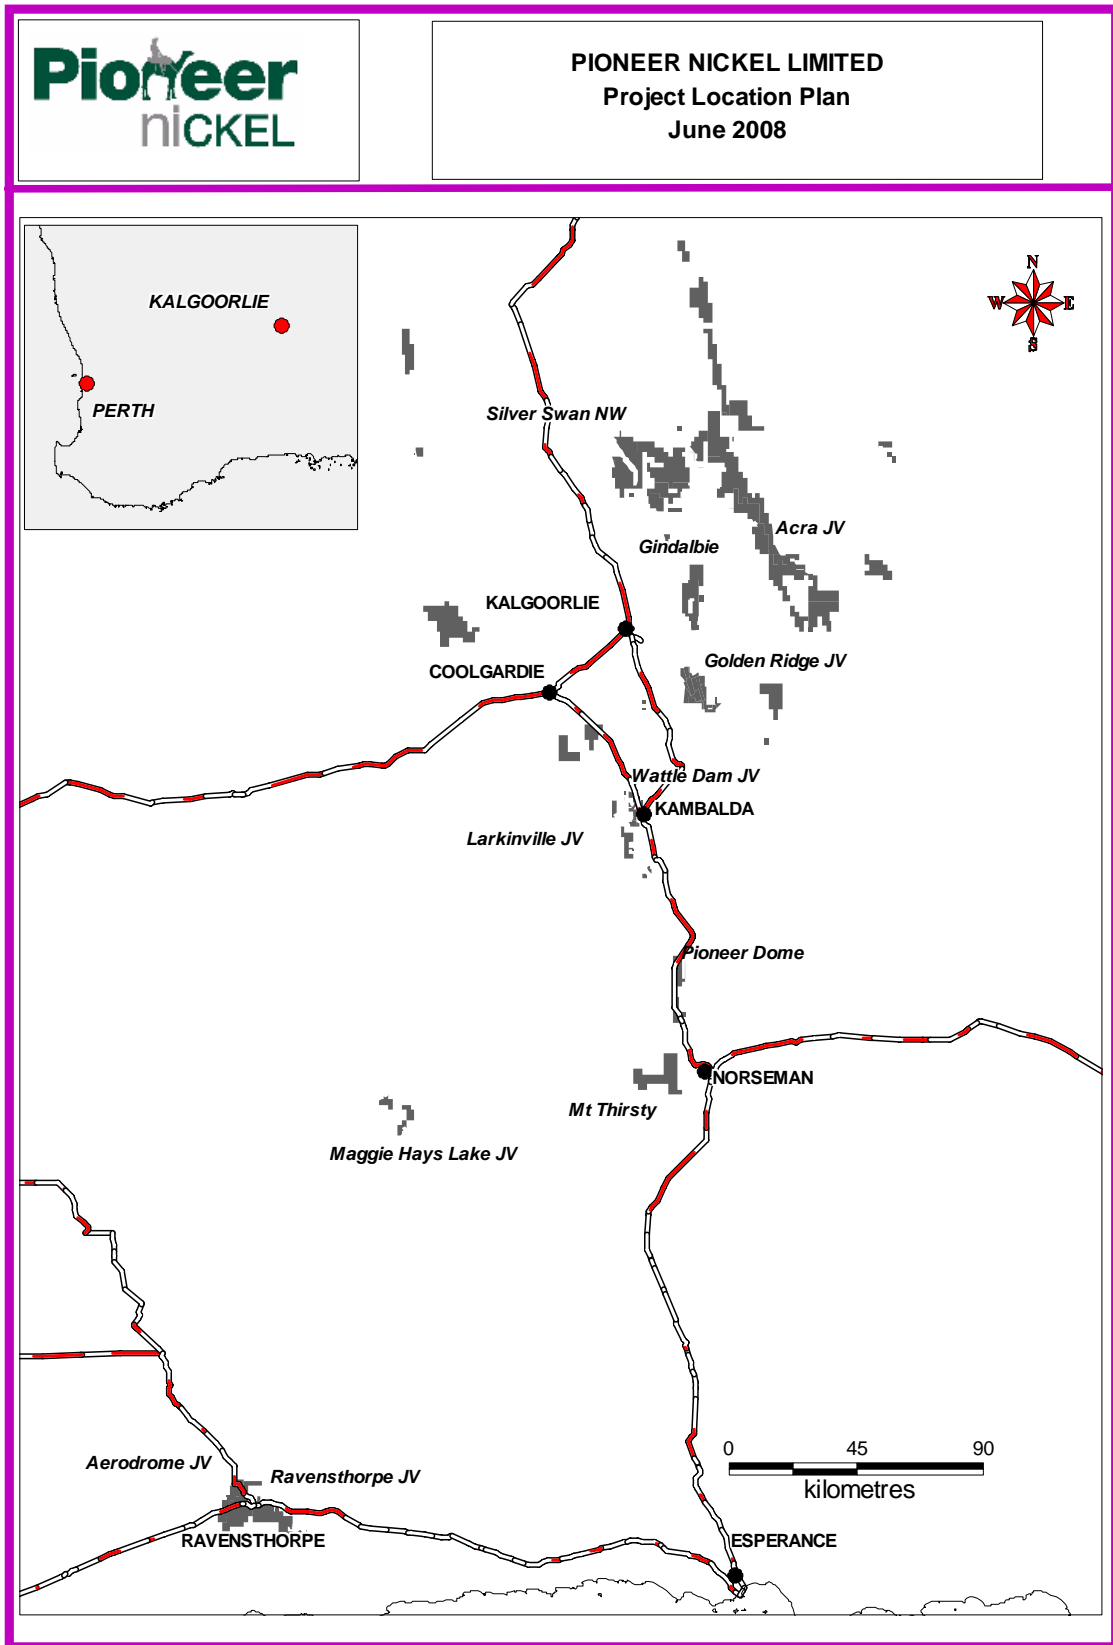 Pioneer
niCKEL
PIONEER NICKEL LIMITED
Project Location Plan
June 2008
KALGOORLIE
PERTH
N
W E
S
Silver Swan NW
Acra JV
Gindalbie
KALGOORLIE
Golden Ridge JV
COOLGARDIE
Wattle Dam JV
KAMBALDA
Larkinville JV
Pioneer Dome
NORSEMAN
Mt Thirsty
Maggie Hays Lake JV
0 45 90
kilometres
Aerodrome JV
Ravensthorpe JV
RAVENSTHORPE
ESPERANCE